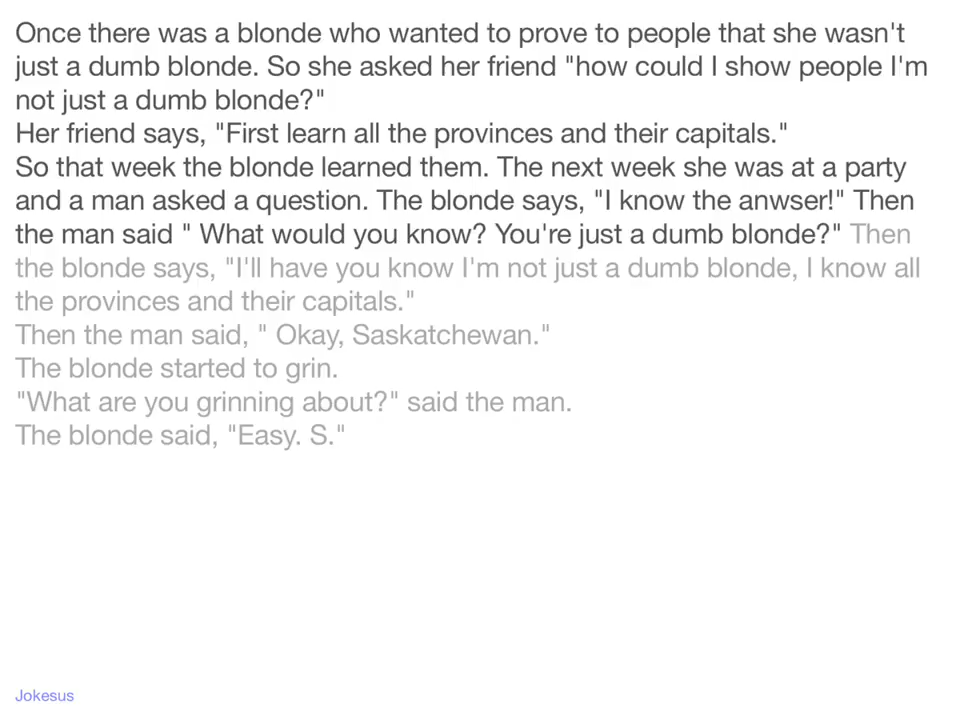 Once there was a blonde who wanted to prove to people that she wasn't
just a dumb blonde. So she asked her friend "how could I show people I'm
not just a dumb blonde?"
Her friend says, "First learn all the provinces and their capitals."
So that week the blonde learned them. The next week she was at a party
and a man asked a question. The blonde says, "I know the anwser!" Then
the man said " What would you know? You're just a dumb blonde?" Then
the blonde says, "I'll have you know I'm not just a dumb blonde, I know all
the provinces and their capitals."
Then the man said, " Okay, Saskatchewan."
The blonde started to grin.
"What are you grinning about?" said the man.
The blonde said, "Easy. S."
Jokesus